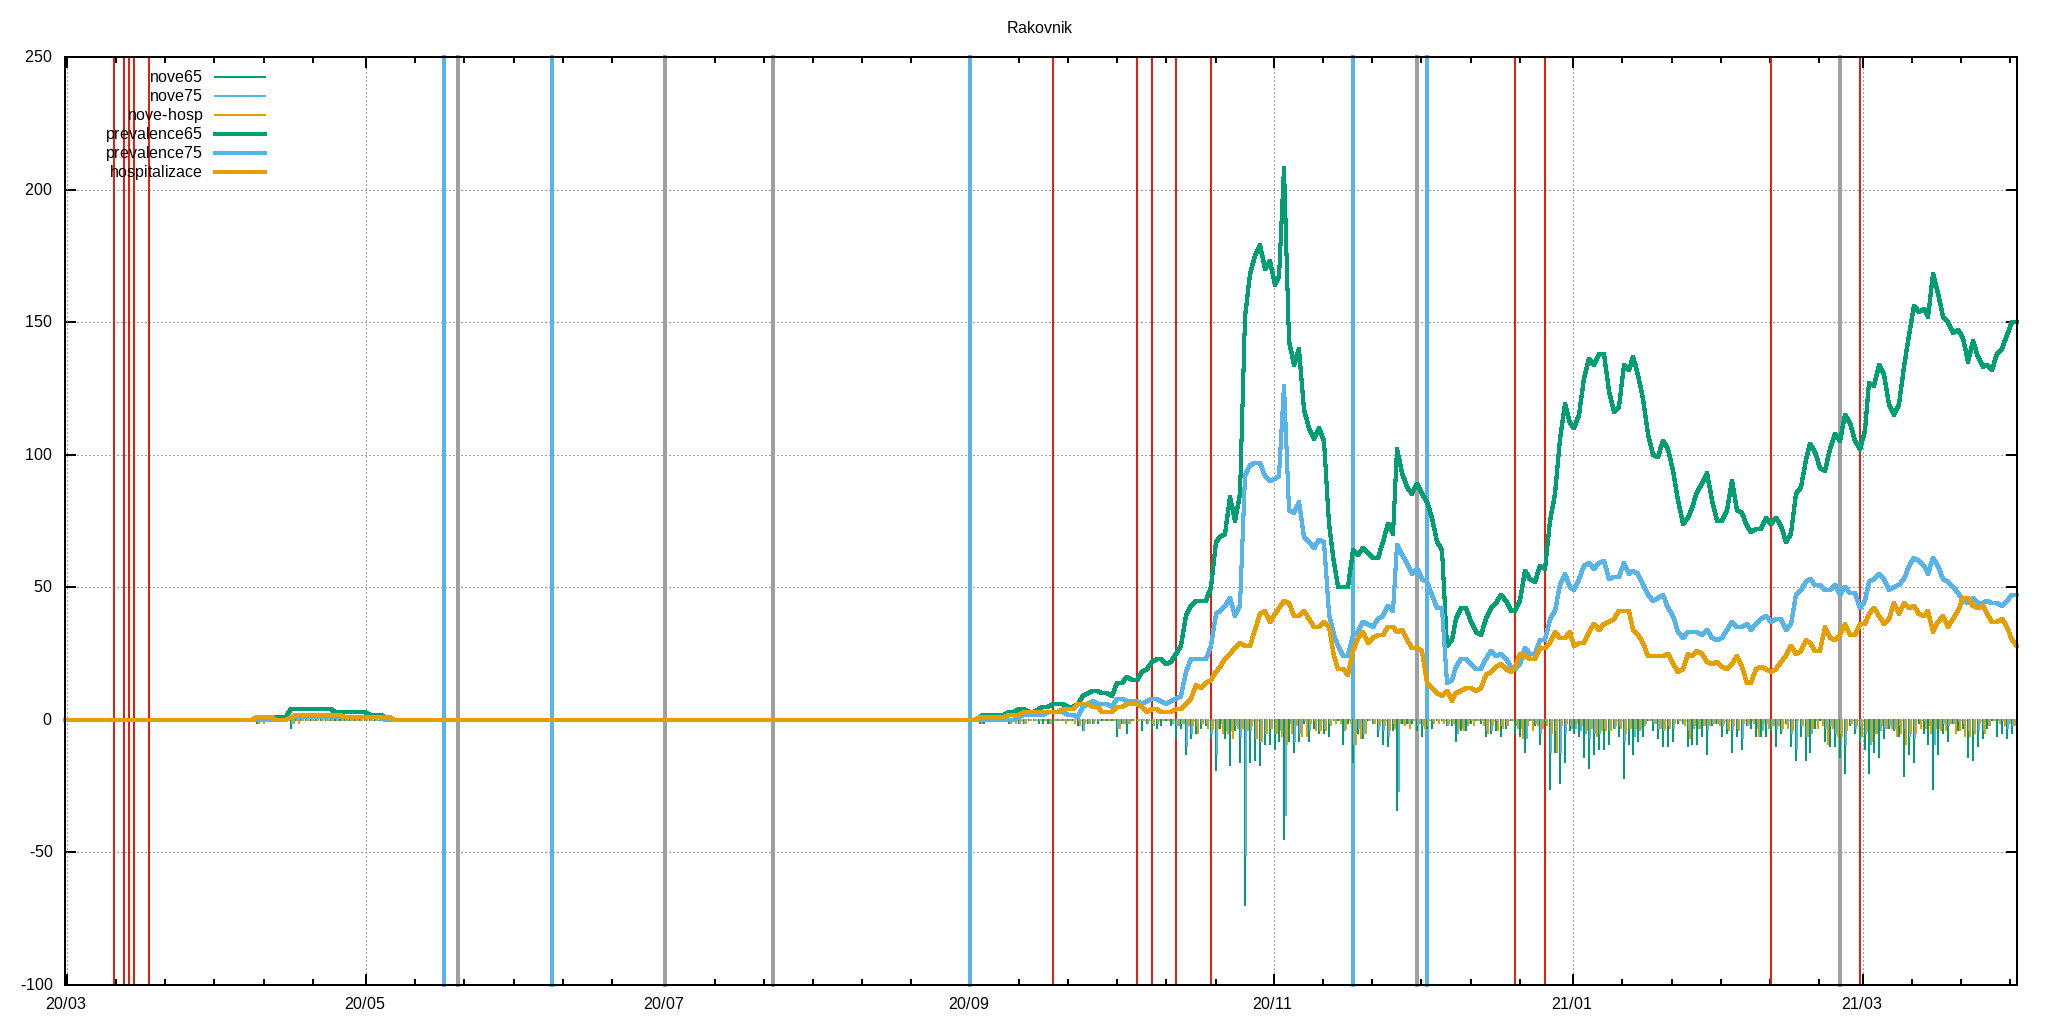 Rakovnik
250
200
150
100
50
0
-50
-100
nove65
nove75
nove-hosp
prevalence65
prevalence75
hospitalizace
20/03 20/05 20/07 20/09 20/11 21/01 21/03